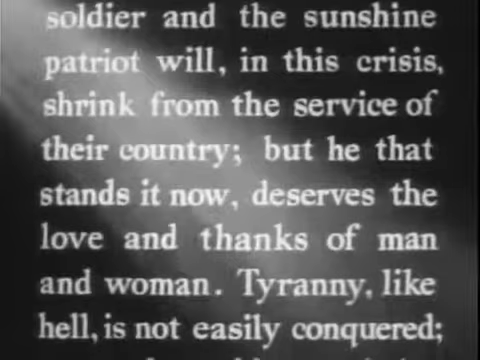 soldier and the sunshine
patriot will, in this crisis,
shrink from the service of
their country; but he that
stands it now, deserves the
love and thanks of man
and woman. Tyranny, like
hell, is not easily conquered;